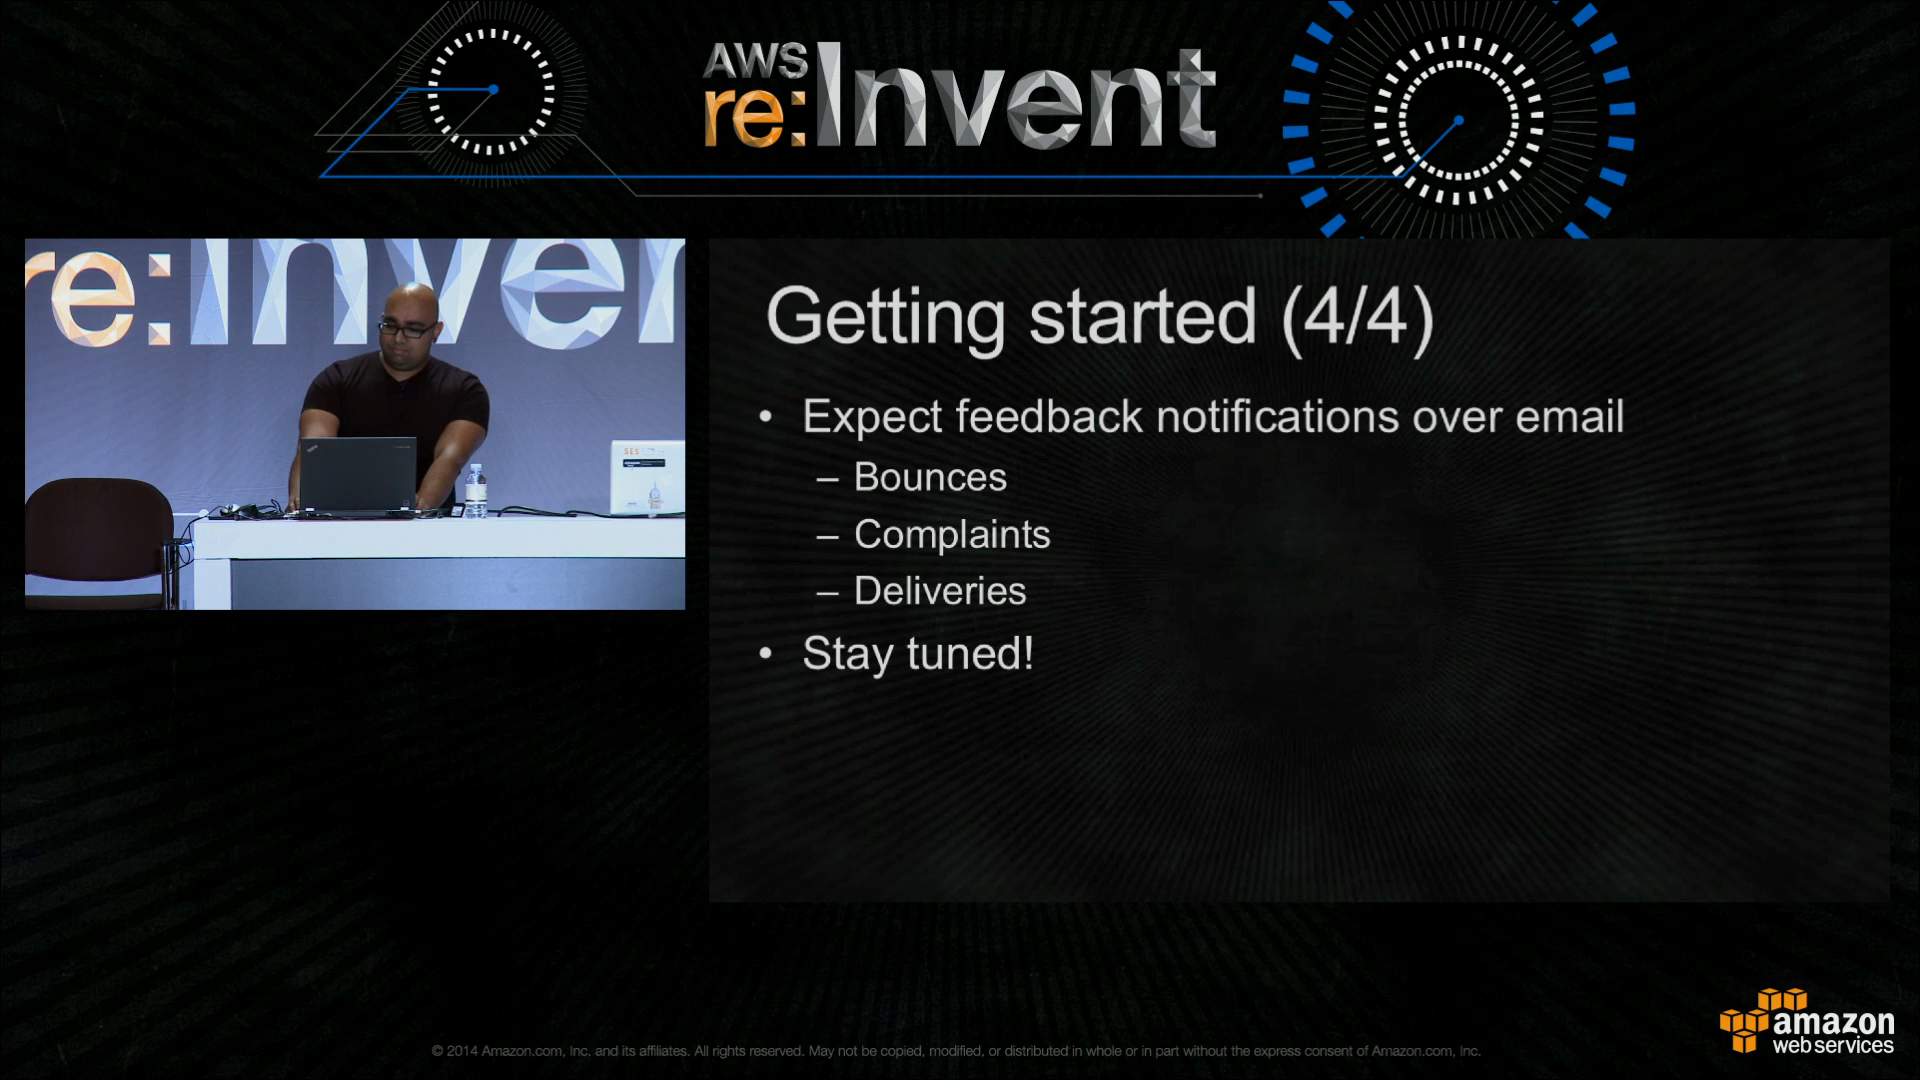 AWS
re:Invent
re:Inven
SES
Getting started (4/4)
• Expect feedback notifications over email
– Bounces
– Complaints
– Deliveries
• Stay tuned!
amazon
web services
© 2014 Amazon.com, Inc. and its affiliates. All rights reserved. May not be copied, modified, or distributed in whole or in part without the express consent of Amazon.com, Inc.